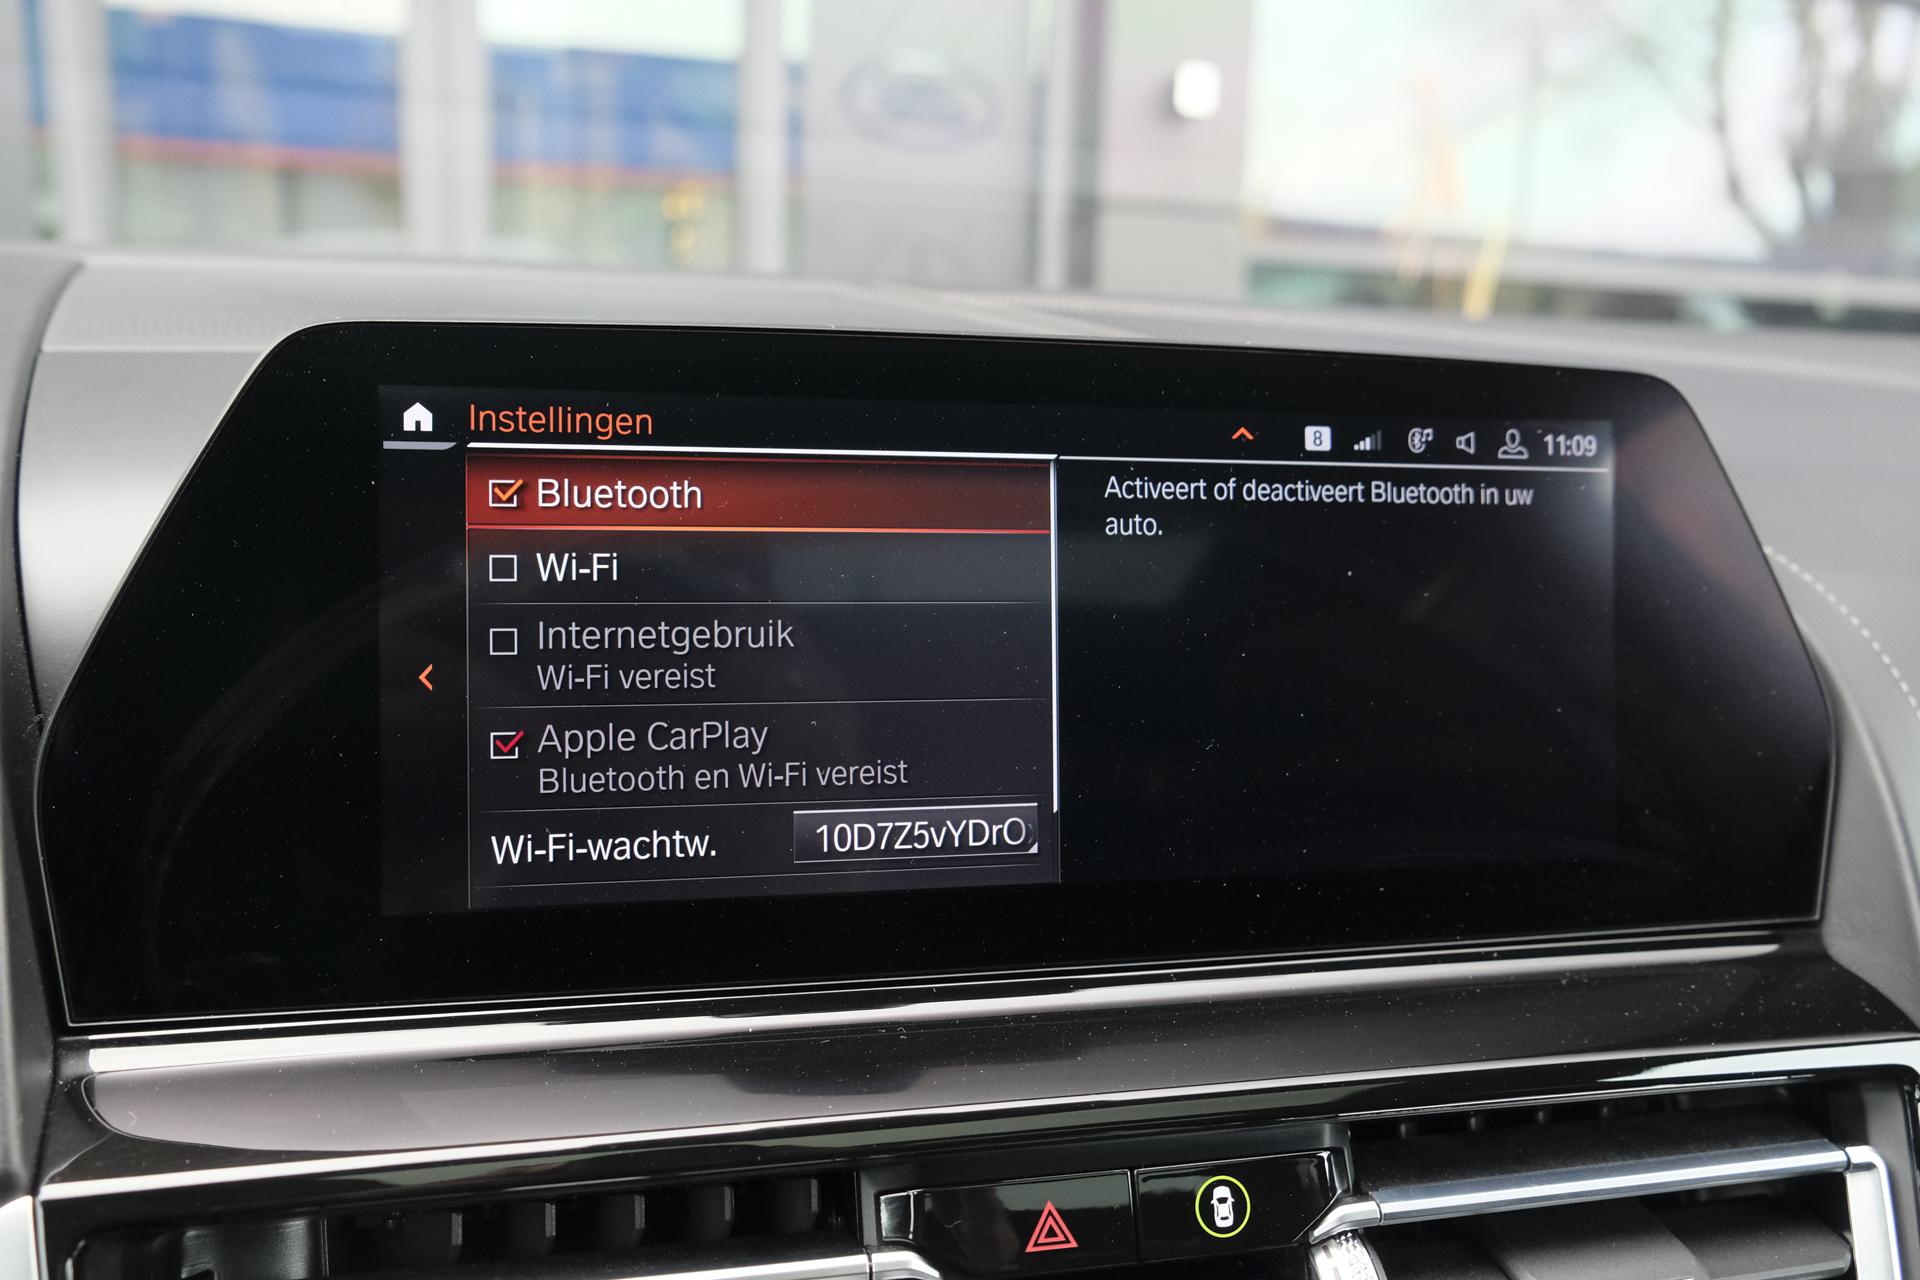 Instellingen
8
11:09
Bluetooth
Wi-Fi
Internetgebruik
Wi-Fi vereist
Apple CarPlay
Bluetooth en Wi-Fi vereist
Wi-Fi-wachtw.
10D7Z5vYDrO
Activeert of deactiveert Bluetooth in uw
auto.